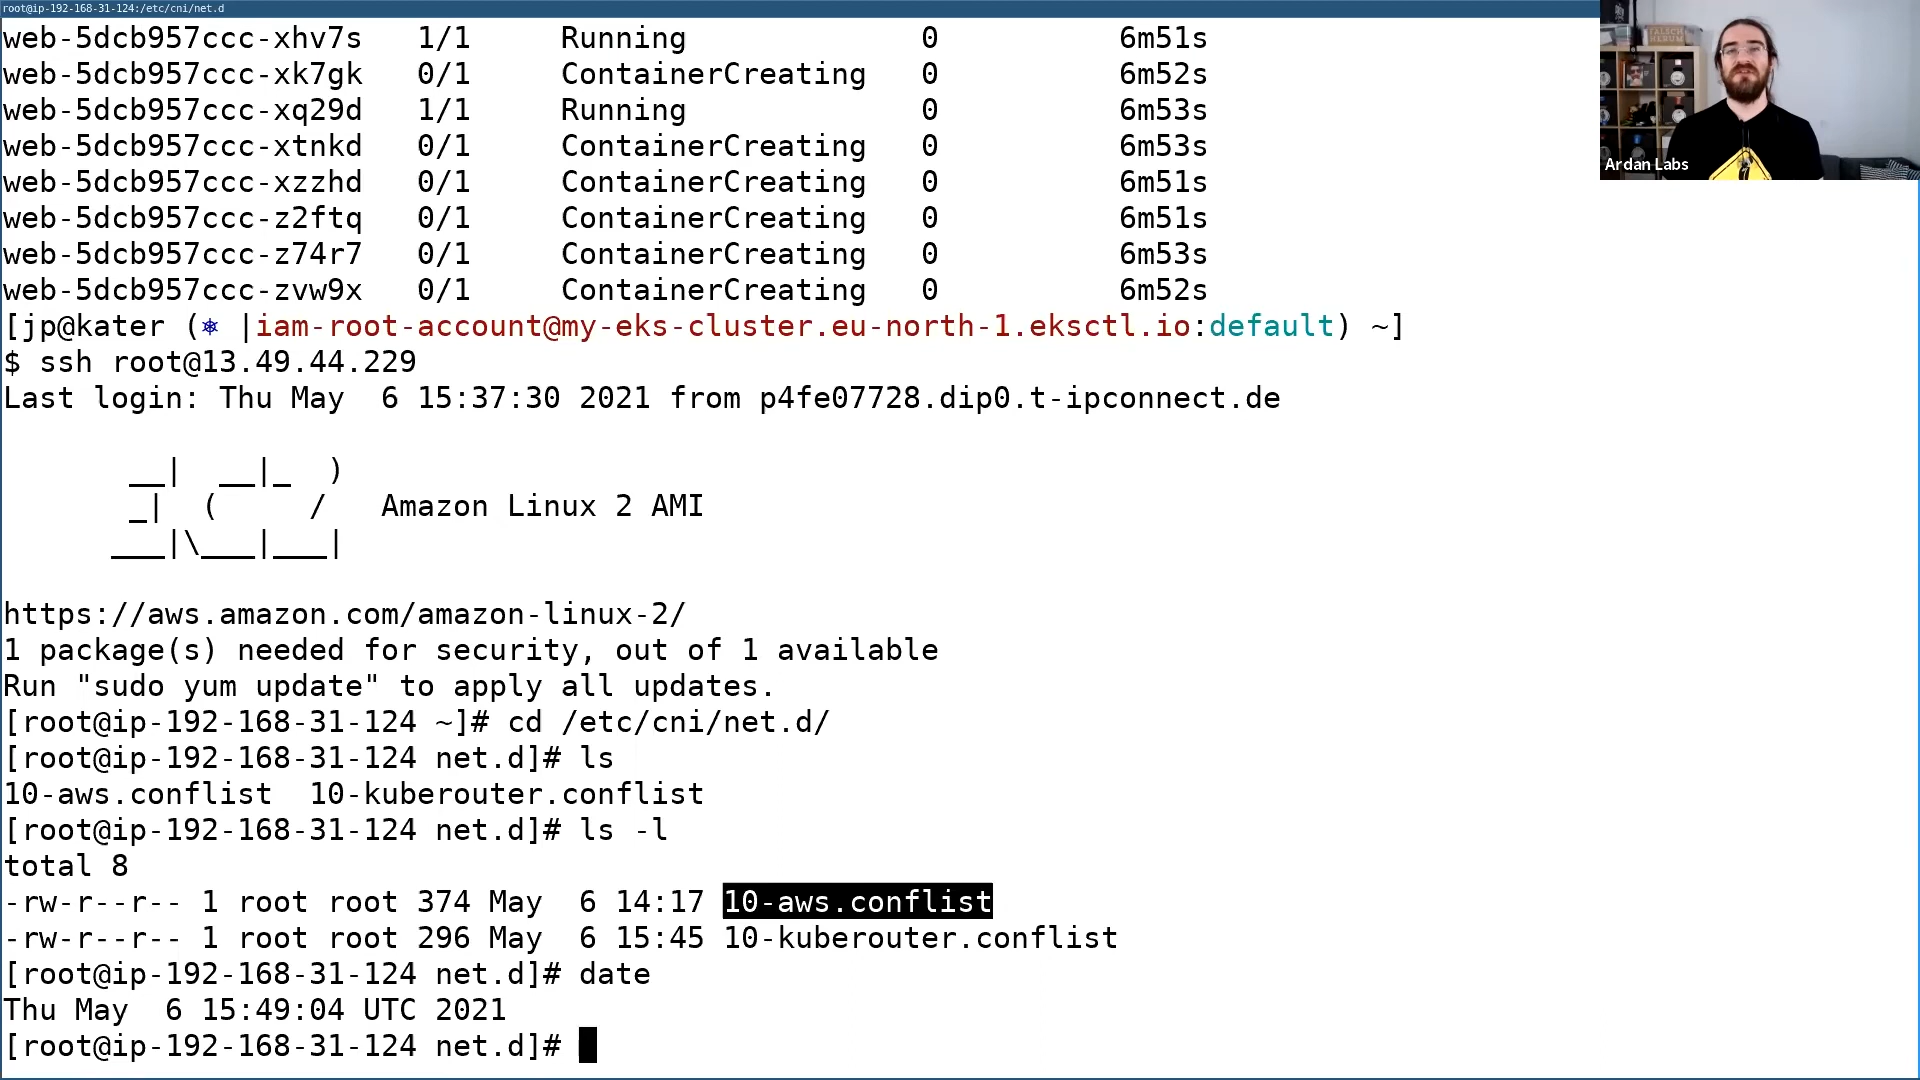 root@ip-192-168-31-124:/etc/cni/net.d
web-5dcb957ccc-xhv7s   1/1     Running             0          6m51s
web-5dcb957ccc-xk7gk   0/1     ContainerCreating   0          6m52s
web-5dcb957ccc-xq29d   1/1     Running             0          6m53s
web-5dcb957ccc-xtnkd   0/1     ContainerCreating   0          6m53s
web-5dcb957ccc-xzzhd   0/1     ContainerCreating   0          6m51s
web-5dcb957ccc-z2ftq   0/1     ContainerCreating   0          6m51s
web-5dcb957ccc-z74r7   0/1     ContainerCreating   0          6m53s
web-5dcb957ccc-zvw9x   0/1     ContainerCreating   0          6m52s
[jp@kater (⎈ |iam-root-account@my-eks-cluster.eu-north-1.eksctl.io:default) ~]
$ ssh root@13.49.44.229
Last login: Thu May  6 15:37:30 2021 from p4fe07728.dip0.t-ipconnect.de
       __|  __|_  )
       _|  (     /   Amazon Linux 2 AMI
      ___|\___|___|
https://aws.amazon.com/amazon-linux-2/
1 package(s) needed for security, out of 1 available
Run "sudo yum update" to apply all updates.
[root@ip-192-168-31-124 ~]# cd /etc/cni/net.d/
[root@ip-192-168-31-124 net.d]# ls
10-aws.conflist  10-kuberouter.conflist
[root@ip-192-168-31-124 net.d]# ls -l
total 8
-rw-r--r-- 1 root root 374 May  6 14:17 10-aws.conflist
-rw-r--r-- 1 root root 296 May  6 15:45 10-kuberouter.conflist
[root@ip-192-168-31-124 net.d]# date
Thu May  6 15:49:04 UTC 2021
[root@ip-192-168-31-124 net.d]#
Ardan Labs